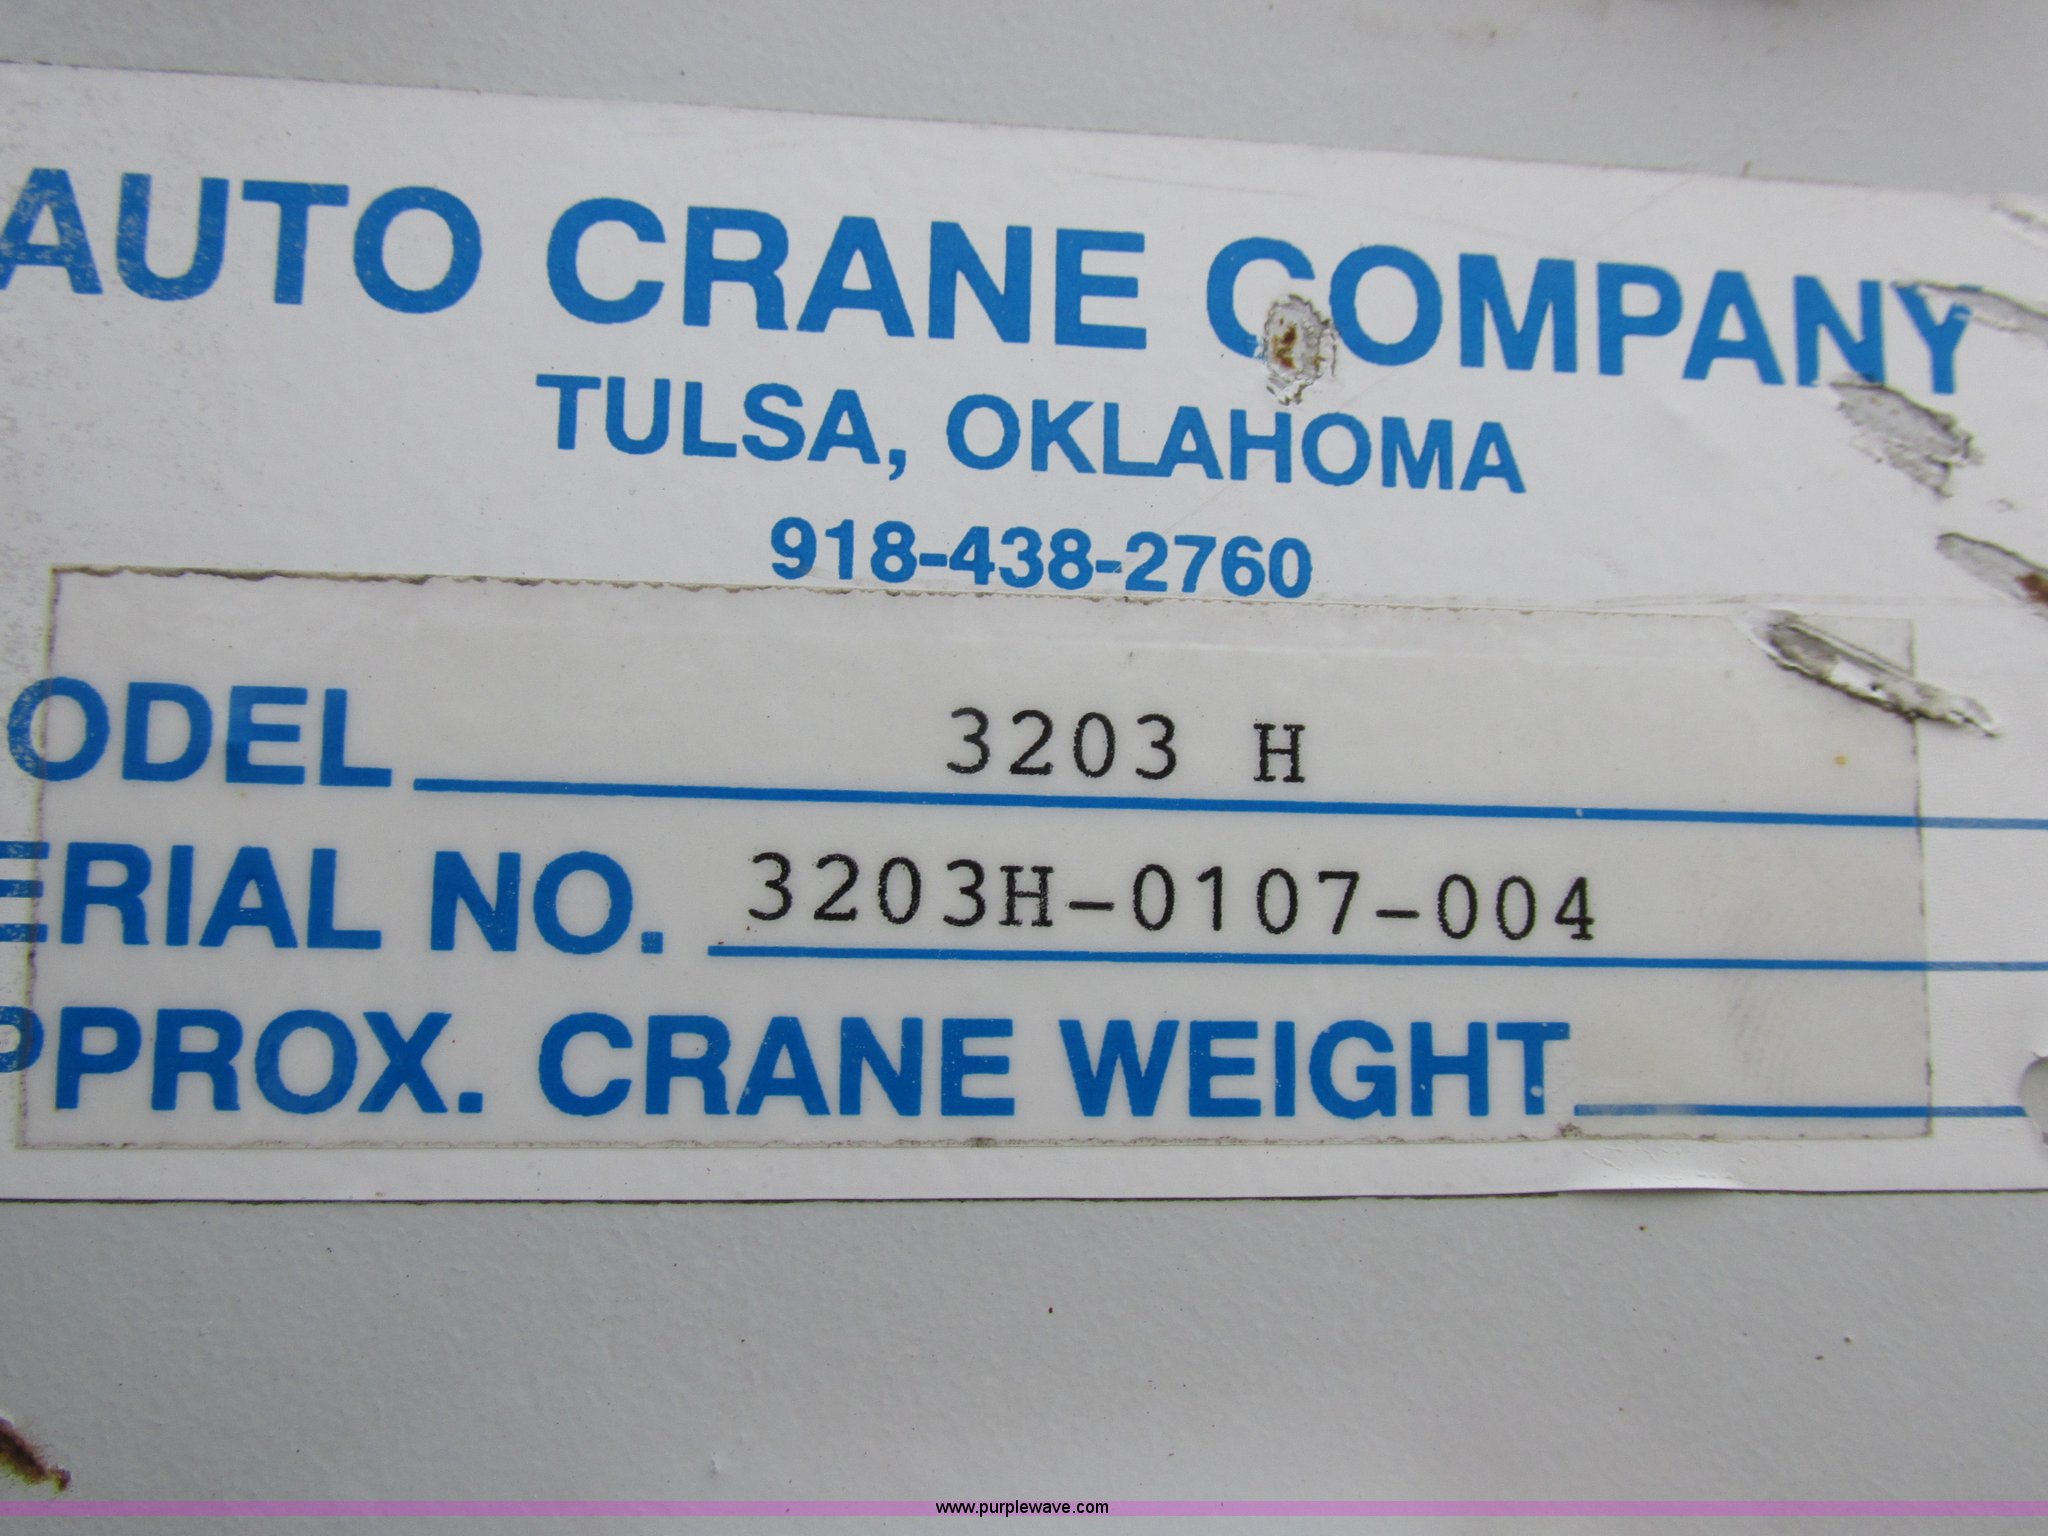 AUTO CRANE COMPANY
TULSA, OKLAHOMA
918-438-2760
ODEL 3203 H
ERIAL NO. 3203H-0107-004
PPROX. CRANE WEIGHT
www.purplewave.com